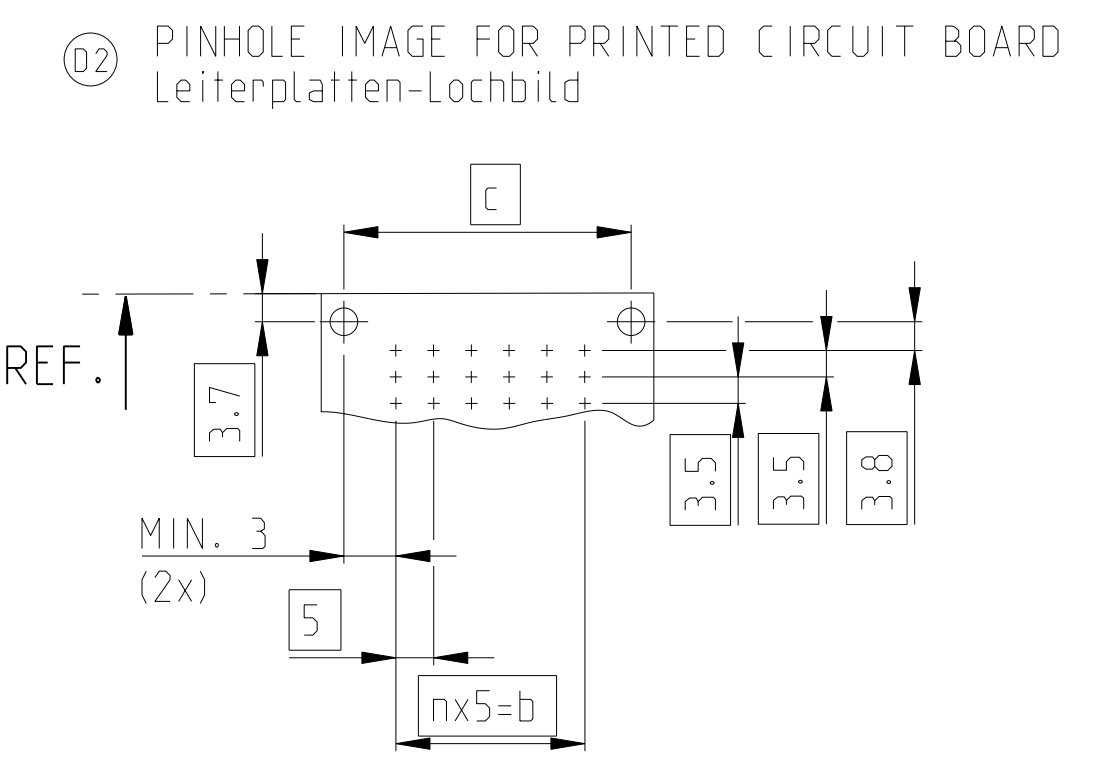 D2 PINHOLE IMAGE FOR PRINTED CIRCUIT BOARD
Leiterplatten-Lochbild
c
REF.
3.7
3.5
3.5
3.8
MIN. 3
(2x)
5
nx5=b